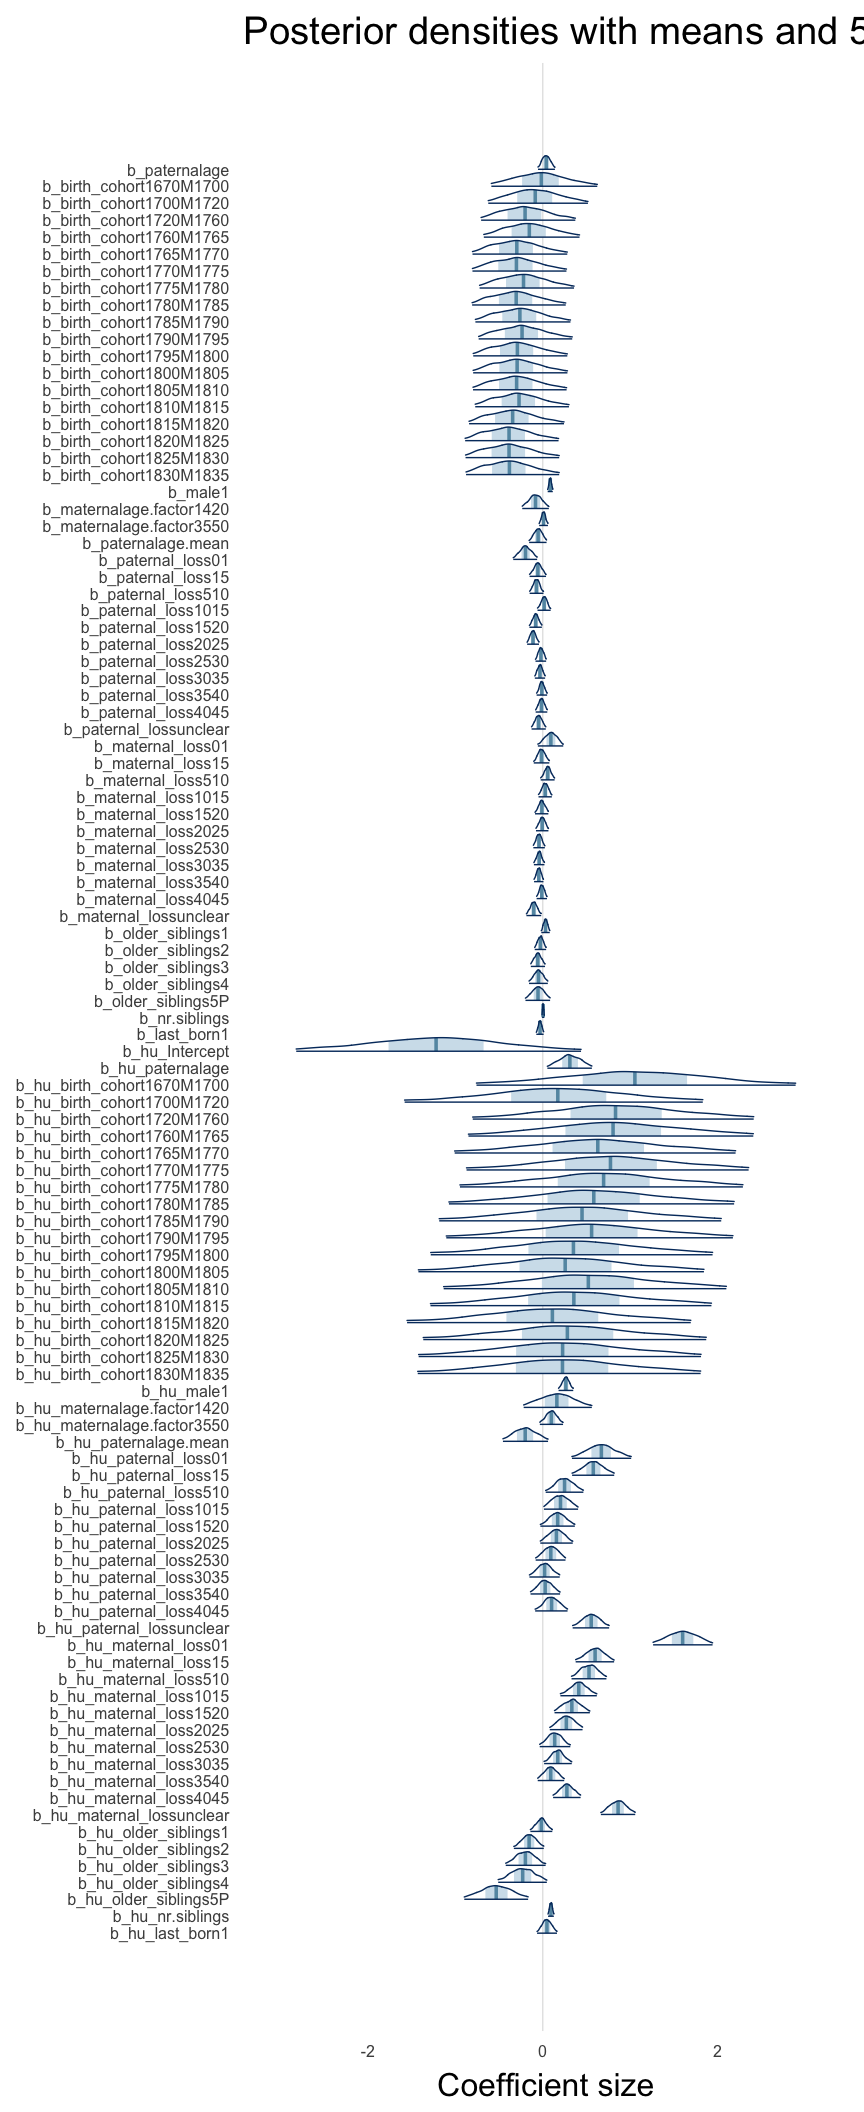 Posterior densities with means and 5
b_paternalage
b_birth_cohort1670M1700
b_birth_cohort1700M1720
b_birth_cohort1720M1760
b_birth_cohort1760M1765
b_birth_cohort1765M1770
b_birth_cohort1770M1775
b_birth_cohort1775M1780
b_birth_cohort1780M1785
b_birth_cohort1785M1790
b_birth_cohort1790M1795
b_birth_cohort1795M1800
b_birth_cohort1800M1805
b_birth_cohort1805M1810
b_birth_cohort1810M1815
b_birth_cohort1815M1820
b_birth_cohort1820M1825
b_birth_cohort1825M1830
b_birth_cohort1830M1835
b_male1
b_maternalage.factor1420
b_maternalage.factor3550
b_paternalage.mean
b_paternal_loss01
b_paternal_loss15
b_paternal_loss510
b_paternal_loss1015
b_paternal_loss1520
b_paternal_loss2025
b_paternal_loss2530
b_paternal_loss3035
b_paternal_loss3540
b_paternal_loss4045
b_paternal_lossunclear
b_maternal_loss01
b_maternal_loss15
b_maternal_loss510
b_maternal_loss1015
b_maternal_loss1520
b_maternal_loss2025
b_maternal_loss2530
b_maternal_loss3035
b_maternal_loss3540
b_maternal_loss4045
b_maternal_lossunclear
b_older_siblings1
b_older_siblings2
b_older_siblings3
b_older_siblings4
b_older_siblings5P
b_nr.siblings
b_last_born1
b_hu_Intercept
b_hu_paternalage
b_hu_birth_cohort1670M1700
b_hu_birth_cohort1700M1720
b_hu_birth_cohort1720M1760
b_hu_birth_cohort1760M1765
b_hu_birth_cohort1765M1770
b_hu_birth_cohort1770M1775
b_hu_birth_cohort1775M1780
b_hu_birth_cohort1780M1785
b_hu_birth_cohort1785M1790
b_hu_birth_cohort1790M1795
b_hu_birth_cohort1795M1800
b_hu_birth_cohort1800M1805
b_hu_birth_cohort1805M1810
b_hu_birth_cohort1810M1815
b_hu_birth_cohort1815M1820
b_hu_birth_cohort1820M1825
b_hu_birth_cohort1825M1830
b_hu_birth_cohort1830M1835
b_hu_male1
b_hu_maternalage.factor1420
b_hu_maternalage.factor3550
b_hu_paternalage.mean
b_hu_paternal_loss01
b_hu_paternal_loss15
b_hu_paternal_loss510
b_hu_paternal_loss1015
b_hu_paternal_loss1520
b_hu_paternal_loss2025
b_hu_paternal_loss2530
b_hu_paternal_loss3035
b_hu_paternal_loss3540
b_hu_paternal_loss4045
b_hu_paternal_lossunclear
b_hu_maternal_loss01
b_hu_maternal_loss15
b_hu_maternal_loss510
b_hu_maternal_loss1015
b_hu_maternal_loss1520
b_hu_maternal_loss2025
b_hu_maternal_loss2530
b_hu_maternal_loss3035
b_hu_maternal_loss3540
b_hu_maternal_loss4045
b_hu_maternal_lossunclear
b_hu_older_siblings1
b_hu_older_siblings2
b_hu_older_siblings3
b_hu_older_siblings4
b_hu_older_siblings5P
b_hu_nr.siblings
b_hu_last_born1
-2 0 2
Coefficient size